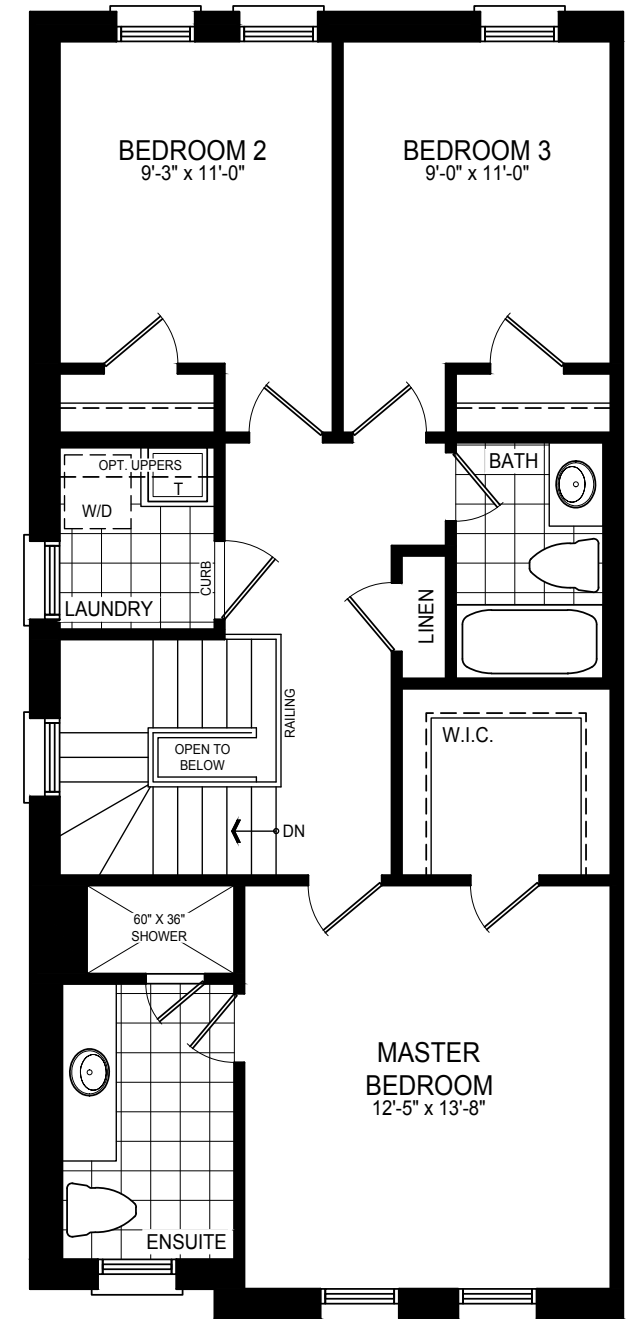 BEDROOM 2
9'-3" x 11'-0"
BEDROOM 3
9'-0" x 11'-0"
OPT. UPPERS
T
W/D
CURB
LAUNDRY
BATH
LINEN
RAILING
OPEN TO
BELOW
DN
W.I.C.
60" X 36"
SHOWER
MASTER
BEDROOM
12'-5" x 13'-8"
ENSUITE